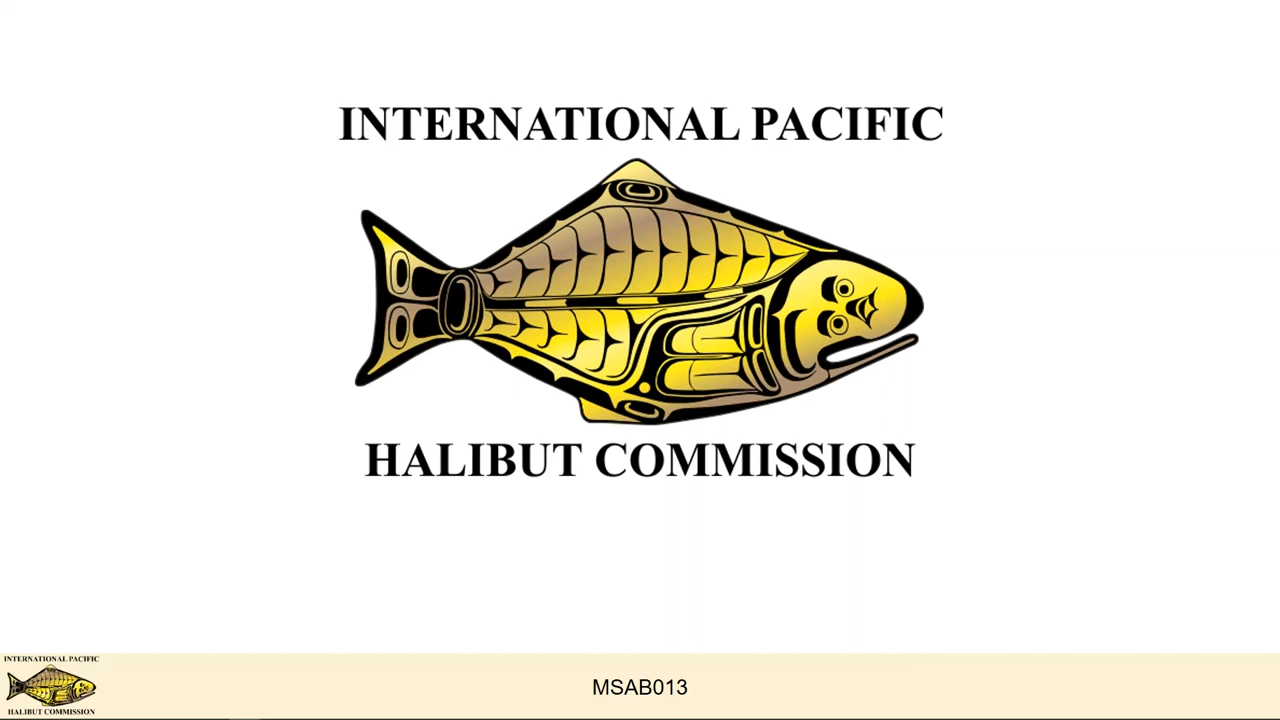 INTERNATIONAL PACIFIC
HALIBUT COMMISSION
INTERNATIONAL PACIFIC
HALIBUT COMMISSION
MSAB013